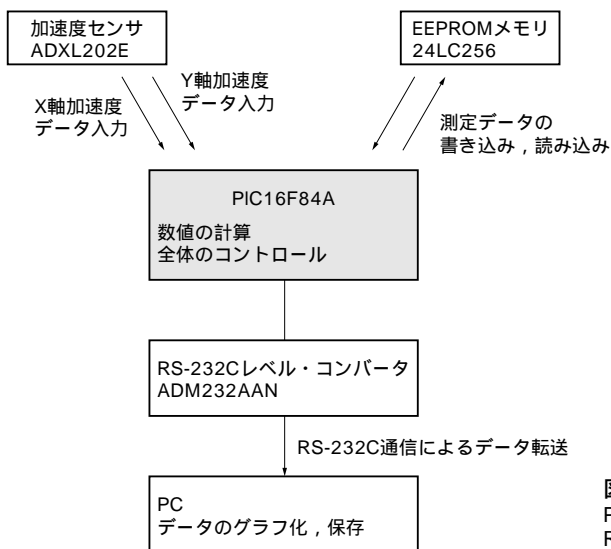 加速度センサ
ADXL202E
EEPROMメモリ
24LC256
X軸加速度
データ入力
Y軸加速度
データ入力
測定データの
書き込み，読み込み
PIC16F84A
数値の計算
全体のコントロール
RS-232Cレベル・コンバータ
ADM232AAN
RS-232C通信によるデータ転送
PC
データのグラフ化，保存